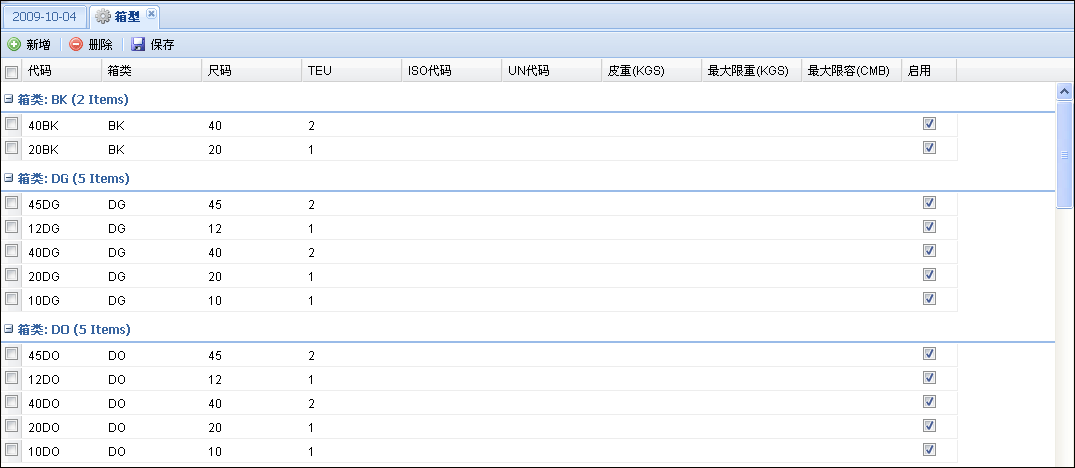 2009-10-04 箱型
新增 删除 保存
代码 箱类 尺码 TEU ISO代码 UN代码 皮重(KGS) 最大限重(KGS) 最大限容(CMB) 启用
箱类: BK (2 Items)
40BK BK 40 2
20BK BK 20 1
箱类: DG (5 Items)
45DG DG 45 2
12DG DG 12 1
40DG DG 40 2
20DG DG 20 1
10DG DG 10 1
箱类: DO (5 Items)
45DO DO 45 2
12DO DO 12 1
40DO DO 40 2
20DO DO 20 1
10DO DO 10 1